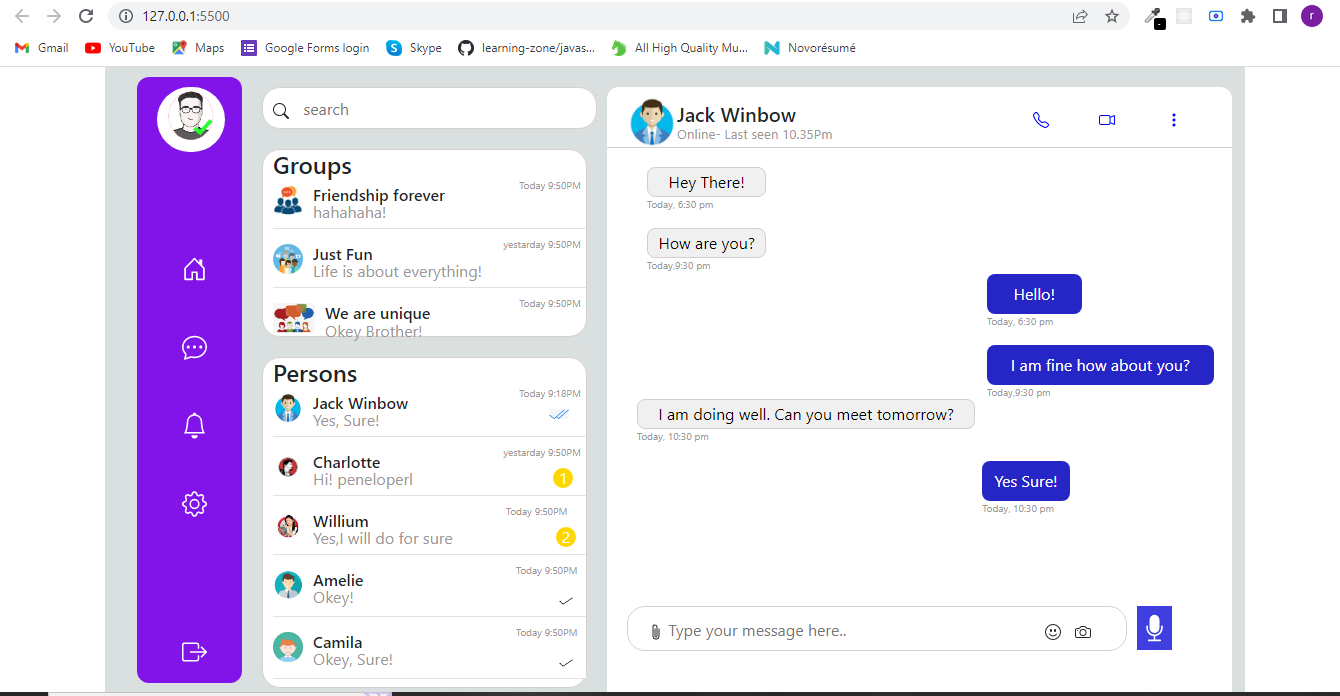 127.0.0.1:5500
r
Gmail
YouTube
Maps
Google Forms login
Skype
learning-zone/javas...
All High Quality Mu...
Novorésumé
search
Groups
Today 9:50PM
Friendship forever
hahahaha!
yestarday 9:50PM
Just Fun
Life is about everything!
Today 9:50PM
We are unique
Okey Brother!
Persons
Today 9:18PM
Jack Winbow
Yes, Sure!
yestarday 9:50PM
Charlotte
Hi! peneloperl
1
Today 9:50PM
Willium
Yes,I will do for sure
2
Today 9:50PM
Amelie
Okey!
Today 9:50PM
Camila
Okey, Sure!
Jack Winbow
Online- Last seen 10.35Pm
Hey There!
Today, 6:30 pm
How are you?
Today,9:30 pm
Hello!
Today, 6:30 pm
I am fine how about you?
Today,9:30 pm
I am doing well. Can you meet tomorrow?
Today, 10:30 pm
Yes Sure!
Today, 10:30 pm
Type your message here..